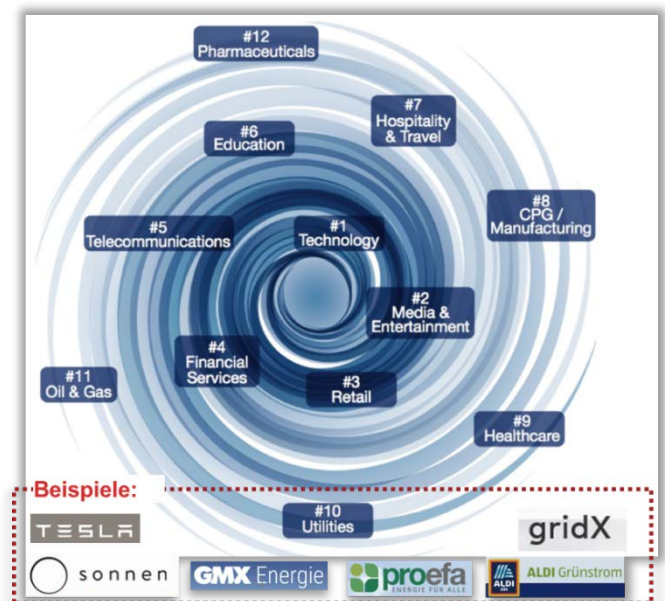 #12
Pharmaceuticals
#7
Hospitality
& Travel
#6
Education
#8
CPG /
Manufacturing
#5
Telecommunications
#1
Technology
#2
Media &
Entertainment
#4
Financial
Services
#3
Retail
#11
Oil & Gas
#9
Healthcare
Beispiele:
#10
Utilities
TESLA
gridX
sonnen
GMX Energie
proefa
ENERGIE FÜR ALLE
ALDI
ALDI Grünstrom